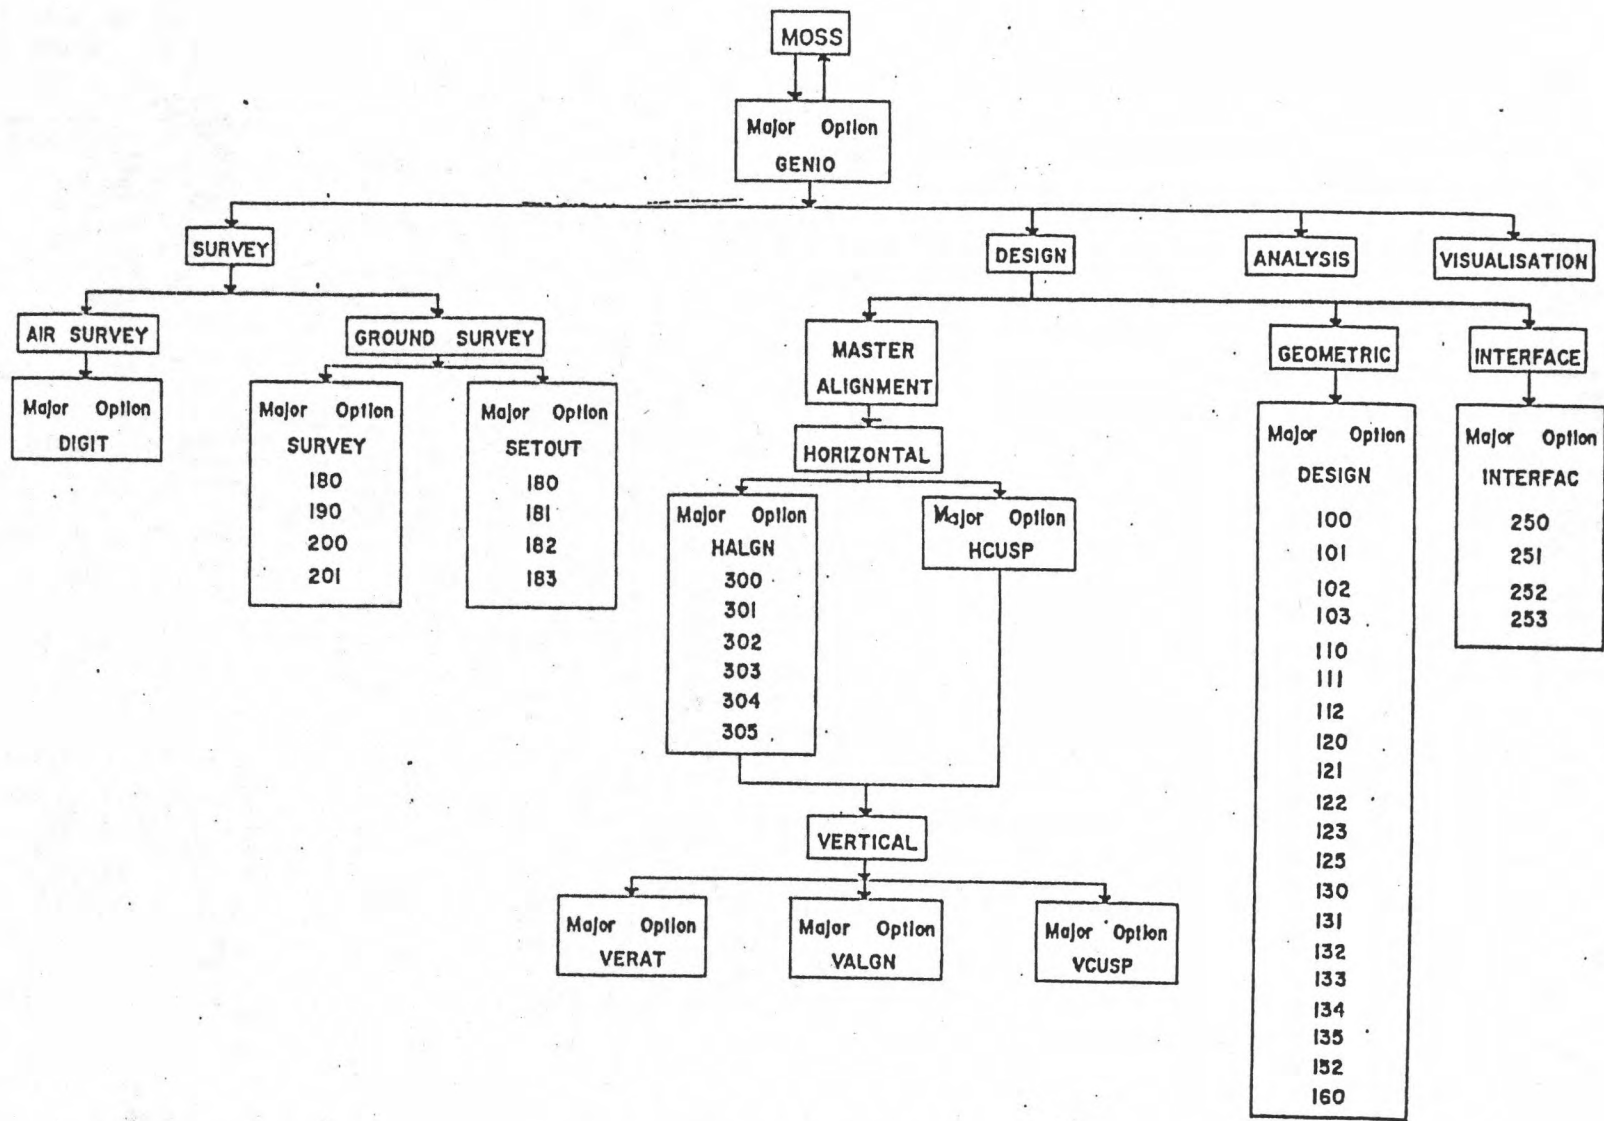 MOSS
Major Option
GENIO
SURVEY
DESIGN
ANALYSIS
VISUALISATION
AIR SURVEY
GROUND SURVEY
MASTER
ALIGNMENT
GEOMETRIC
INTERFACE
Major Option
DIGIT
Major Option
SURVEY
180
190
200
201
Major Option
SETOUT
180
181
182
183
HORIZONTAL
Major Option
HALGN
300
301
302
303
304
305
Major Option
HCUSP
VERTICAL
Major Option
VERAT
Major Option
VALGN
Major Option
VCUSP
Major Option
DESIGN
100
101
102
103
110
111
112
120
121
122
123
125
130
131
132
133
134
135
152
160
Major Option
INTERFAC
250
251
252
253